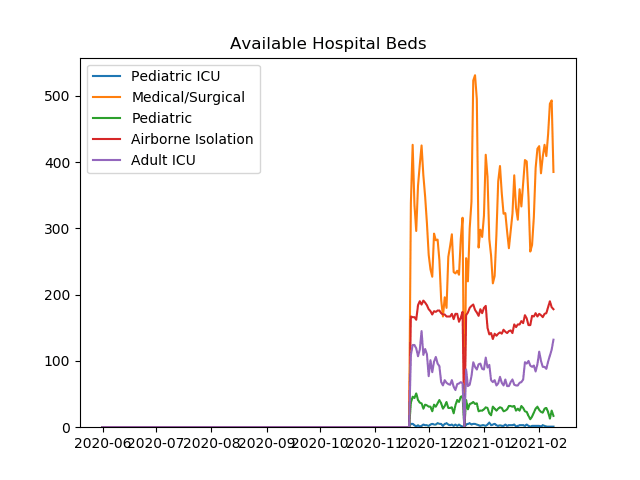 Available Hospital Beds
Pediatric ICU
Medical/Surgical
Pediatric
Airborne Isolation
Adult ICU
500
400
300
200
100
0
2020-06 2020-07 2020-08 2020-09 2020-10 2020-11 2020-12 2021-01 2021-02